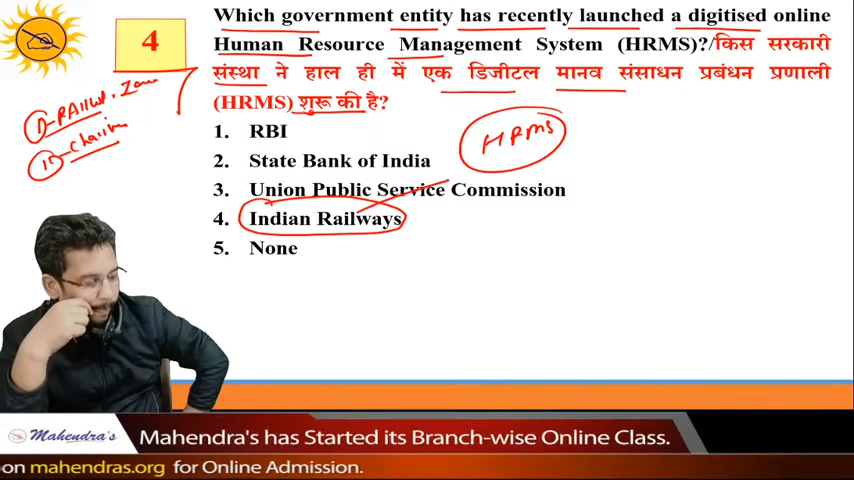 4
Which government entity has recently launched a digitised online
Human Resource Management System (HRMS)?/किस सरकारी
संस्था ने हाल ही में एक डिजीटल मानव संसाधन प्रबंधन प्रणाली
(HRMS) शुरू की है?
1. RBI
2. State Bank of India
3. Union Public Service Commission
4. Indian Railways
5. None
HRMS
Mahendra's
Mahendra's has Started its Branch-wise Online Class.
on mahendras.org for Online Admission.